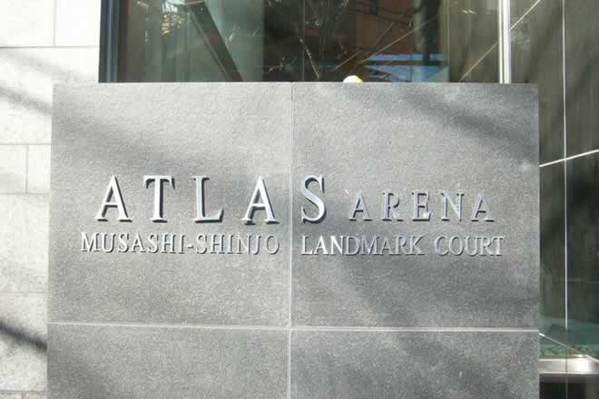 ATLAS ARENA
MUSASHI-SHINJO LANDMARK COURT